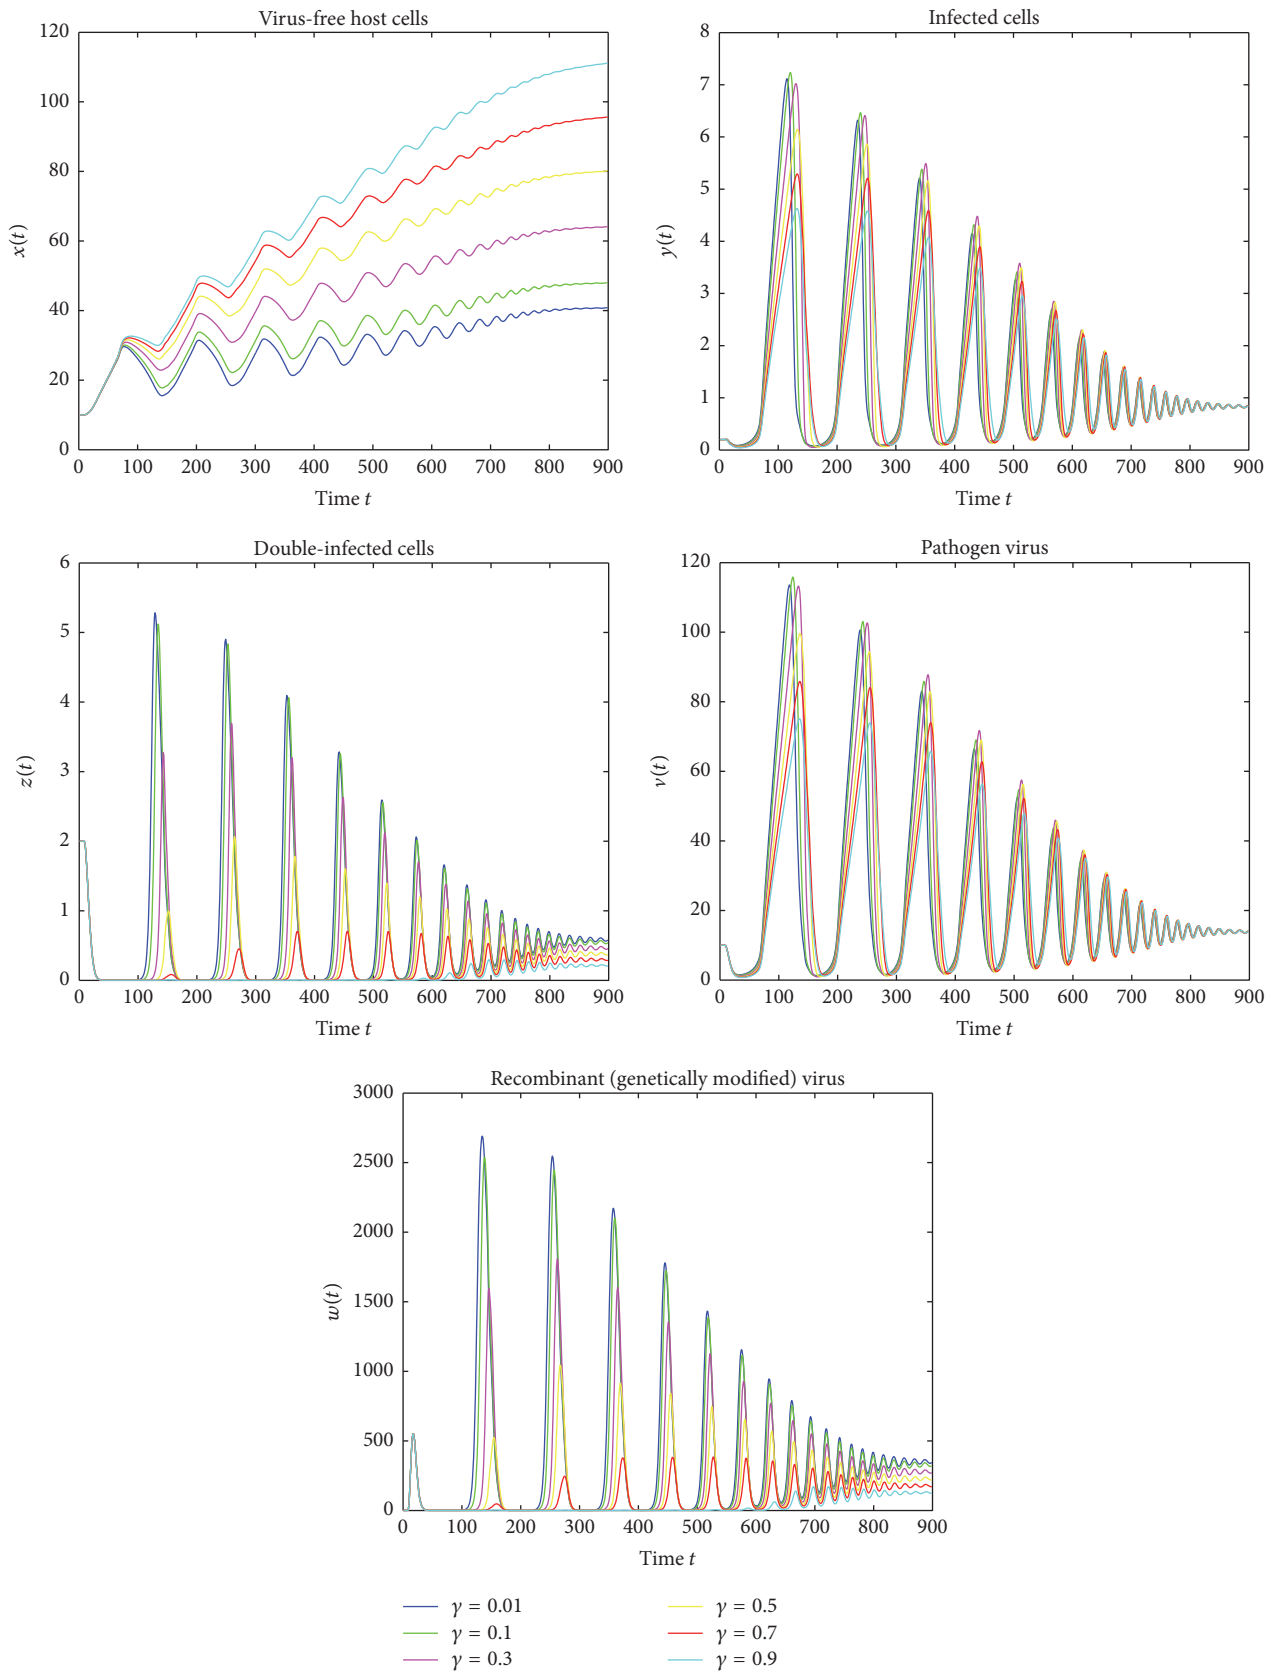 Virus-free host cells
120
100
80
60
40
20
0
x(t)
0 100 200 300 400 500 600 700 800 900
Time t
Infected cells
8
7
6
5
4
3
2
1
0
y(t)
0 100 200 300 400 500 600 700 800 900
Time t
Double-infected cells
6
5
4
3
2
1
0
z(t)
0 100 200 300 400 500 600 700 800 900
Time t
Pathogen virus
120
100
80
60
40
20
0
v(t)
0 100 200 300 400 500 600 700 800 900
Time t
Recombinant (genetically modified) virus
3000
2500
2000
1500
1000
500
0
w(t)
0 100 200 300 400 500 600 700 800 900
Time t
γ = 0.01
γ = 0.1
γ = 0.3
γ = 0.5
γ = 0.7
γ = 0.9